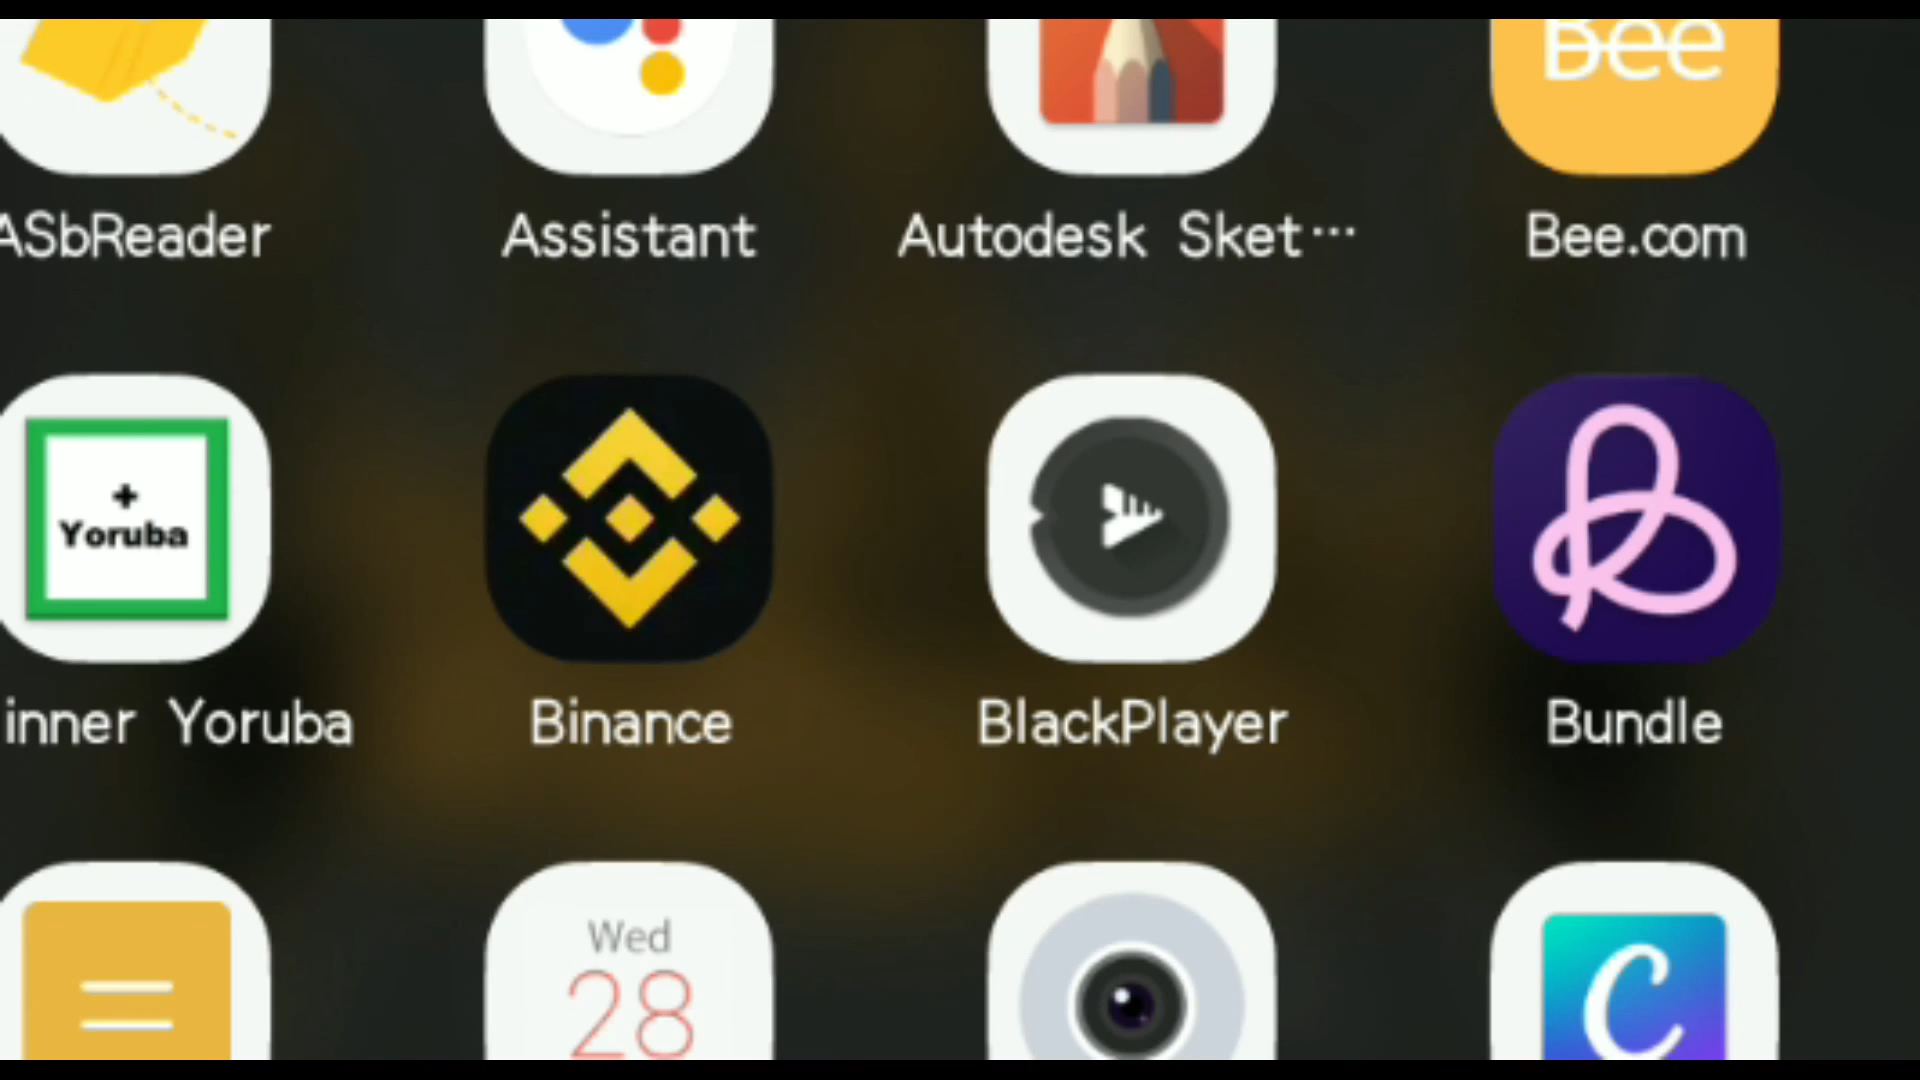 Bee
ASbReader
Assistant
Autodesk Sket…
Bee.com
+
Yoruba
inner Yoruba
Binance
BlackPlayer
Bundle
Wed
28
C